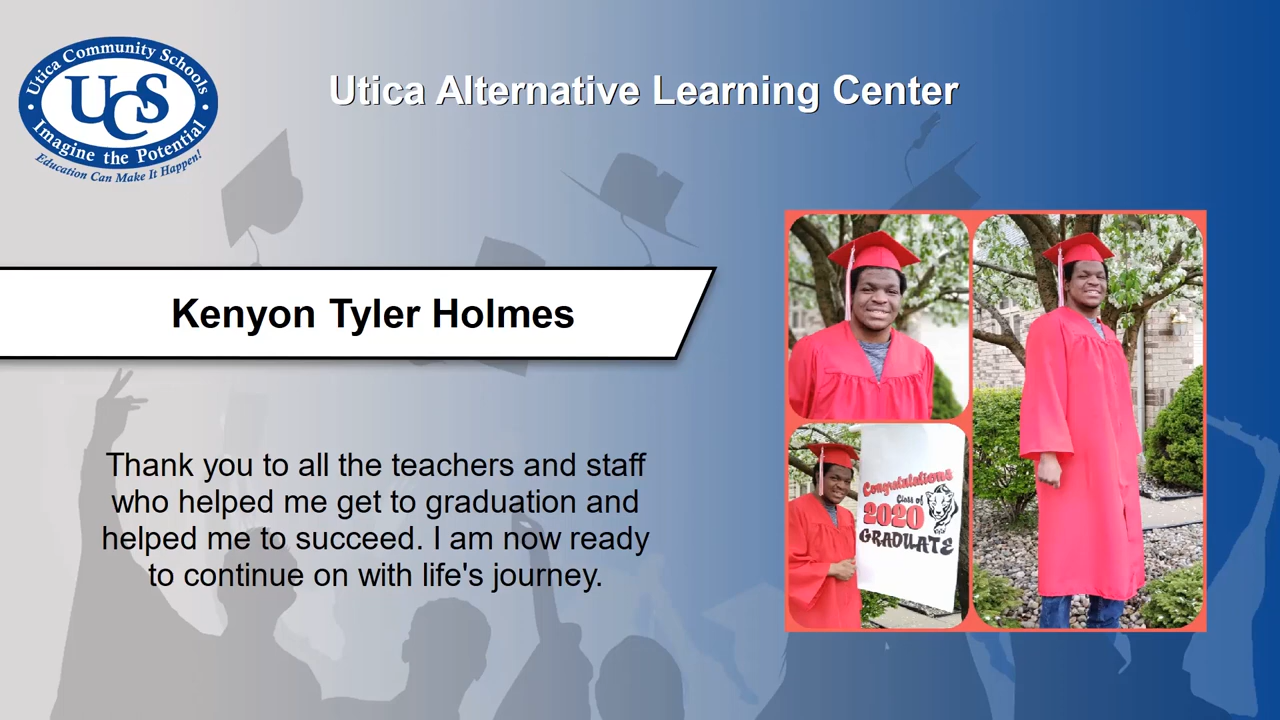 Utica Community Schools
UCS
Imagine the Potential
Education Can Make It Happen!
Utica Alternative Learning Center
Kenyon Tyler Holmes
Thank you to all the teachers and staff
who helped me get to graduation and
helped me to succeed. I am now ready
to continue on with life's journey.
Congratulations
Class of
2020
GRADUATE